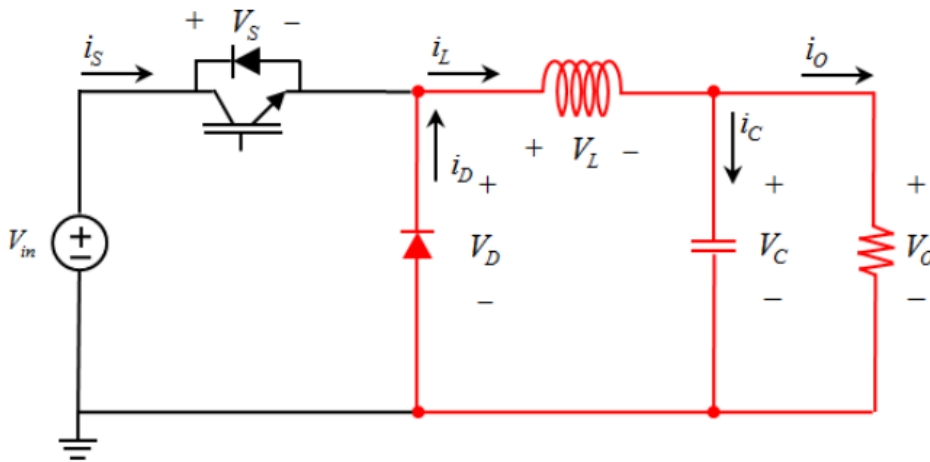 + V_S −
i_S
i_L
i_O
i_C
+ V_L −
i_D
+
V_D
−
+
V_C
−
+
V_O
−
V_in
+
−